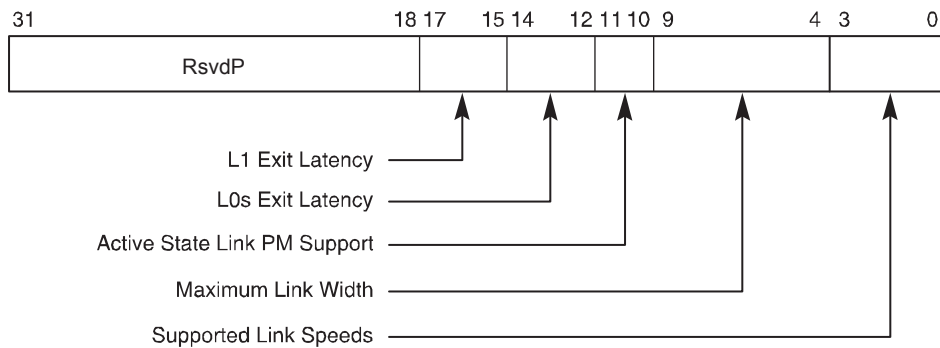 31 18 17 15 14 12 11 10 9 4 3 0
RsvdP
L1 Exit Latency
L0s Exit Latency
Active State Link PM Support
Maximum Link Width
Supported Link Speeds